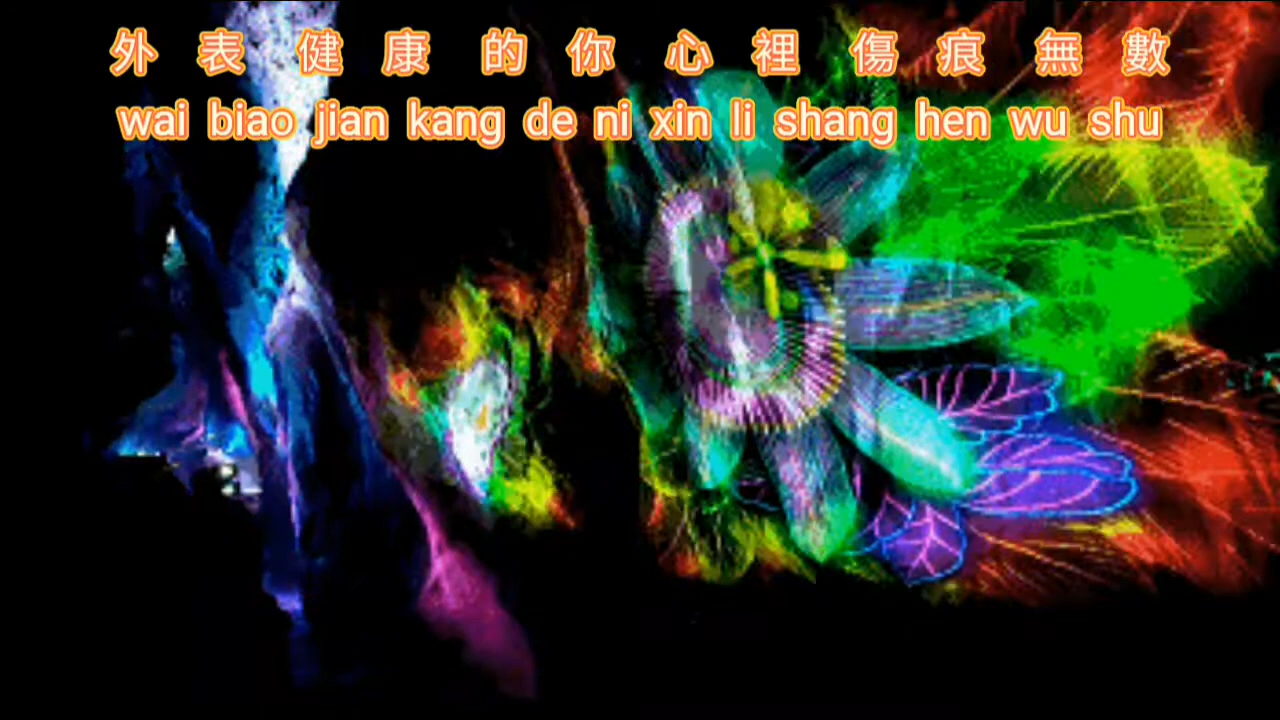 外 表 健 康 的 你 心 裡 傷 痕 無 數
wai biao jian kang de ni xin li shang hen wu shu